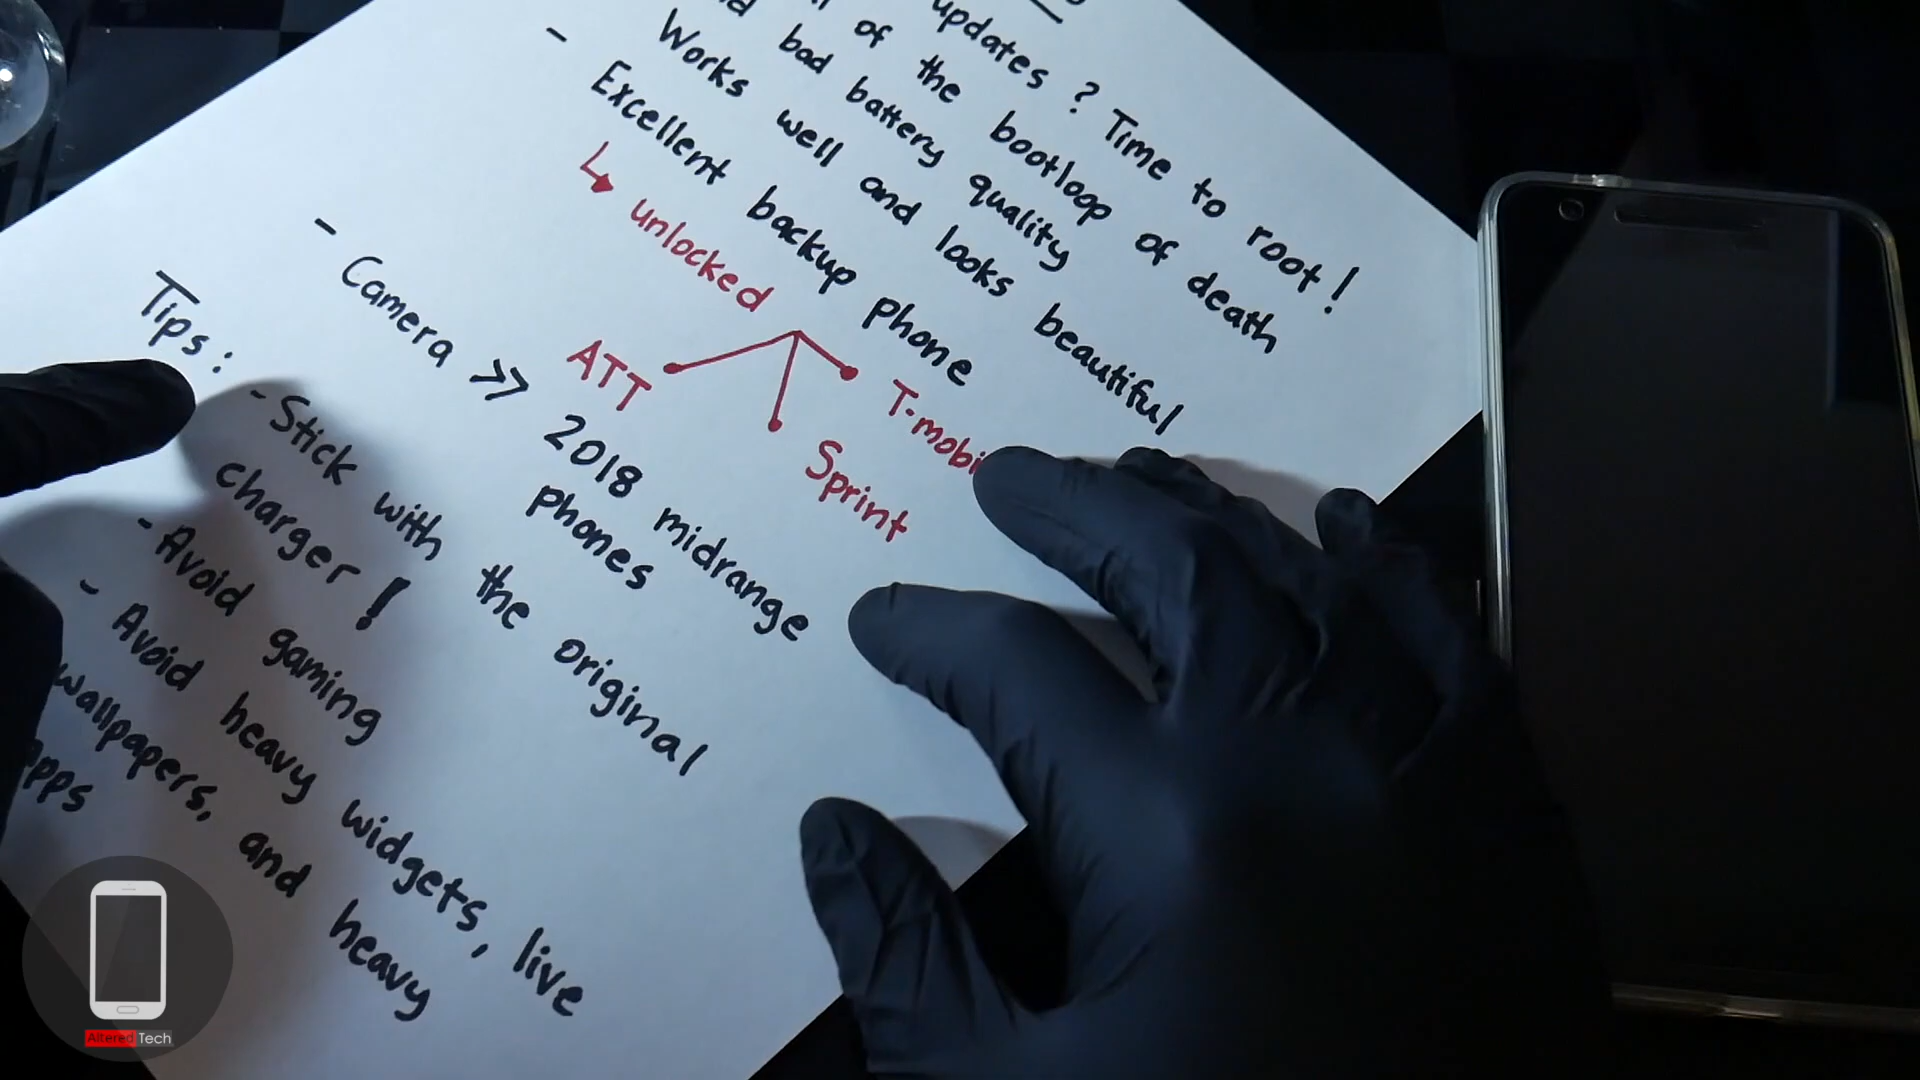 updates ? Time to root !
of the bootloop of death
bad battery quality
Works well and looks beautiful
- Excellent backup phone
↳ unlocked
ATT
Sprint
T-mobi
- Camera >> 2018 midrange
phones
Tips :
- Stick with the original
charger !
- Avoid gaming
- Avoid heavy widgets, live
wallpapers, and heavy
apps
Altered Tech